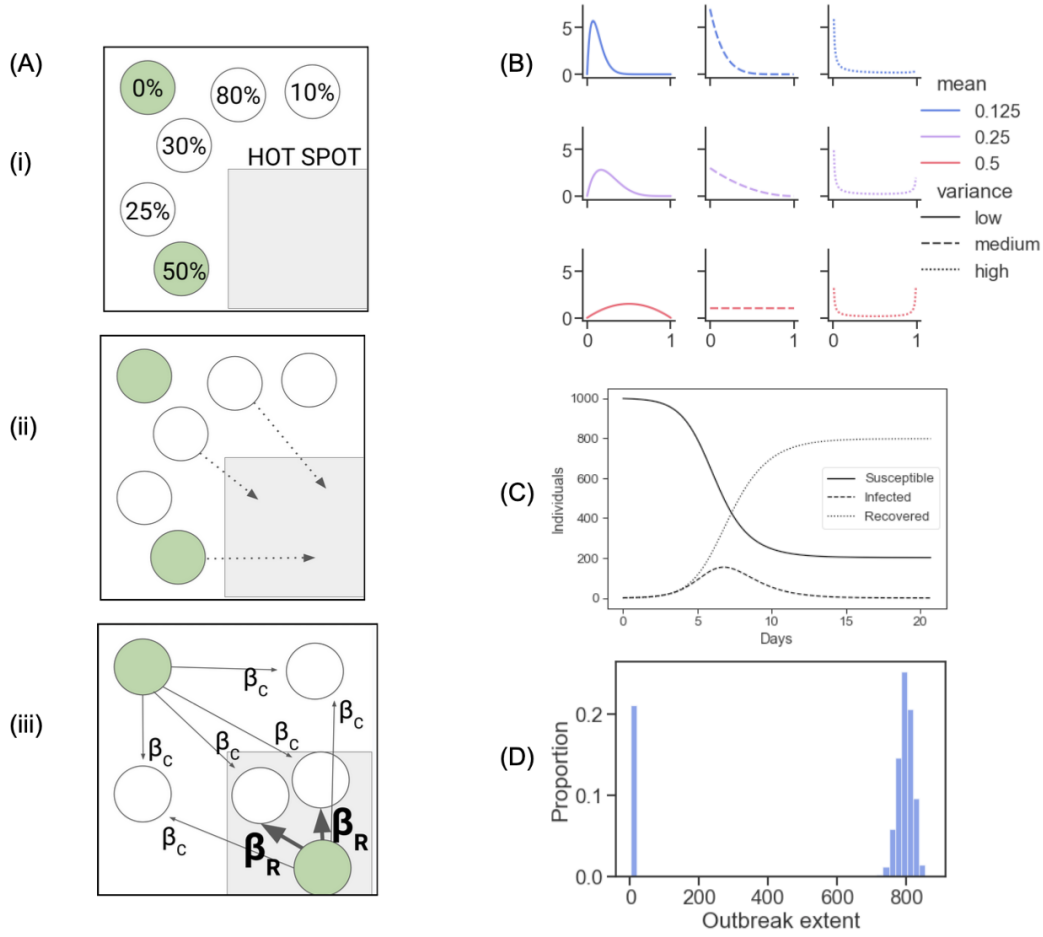 (A)
(i)
0%
80%
10%
30%
HOT SPOT
25%
50%
(ii)
(iii)
βC
βC
βC
βC
βC
βC
βR
βR
(B)
5
0
5
0
5
0
0 1
0 1
0 1
mean
0.125
0.25
0.5
variance
low
medium
high
(C)
Individuals
1000
800
600
400
200
0
0 5 10 15 20
Days
Susceptible
Infected
Recovered
(D)
Proportion
0.2
0.1
0.0
0 200 400 600 800
Outbreak extent